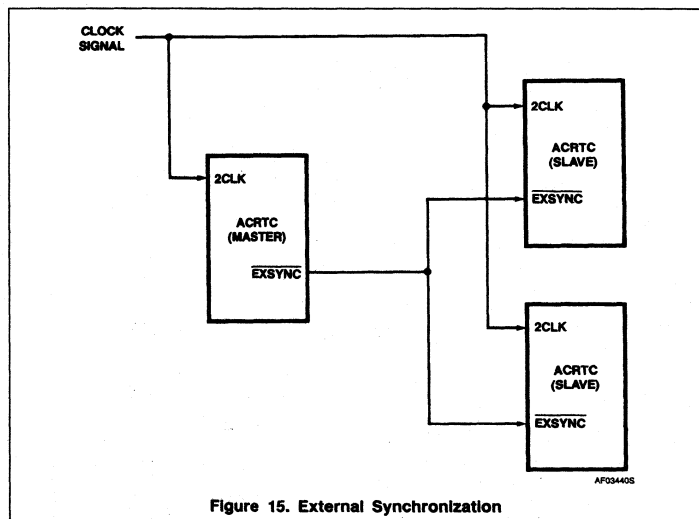 CLOCK
SIGNAL
2CLK
ACRTC
(MASTER)
EXSYNC
2CLK
ACRTC
(SLAVE)
EXSYNC
2CLK
ACRTC
(SLAVE)
EXSYNC
AF03440S
Figure 15. External Synchronization